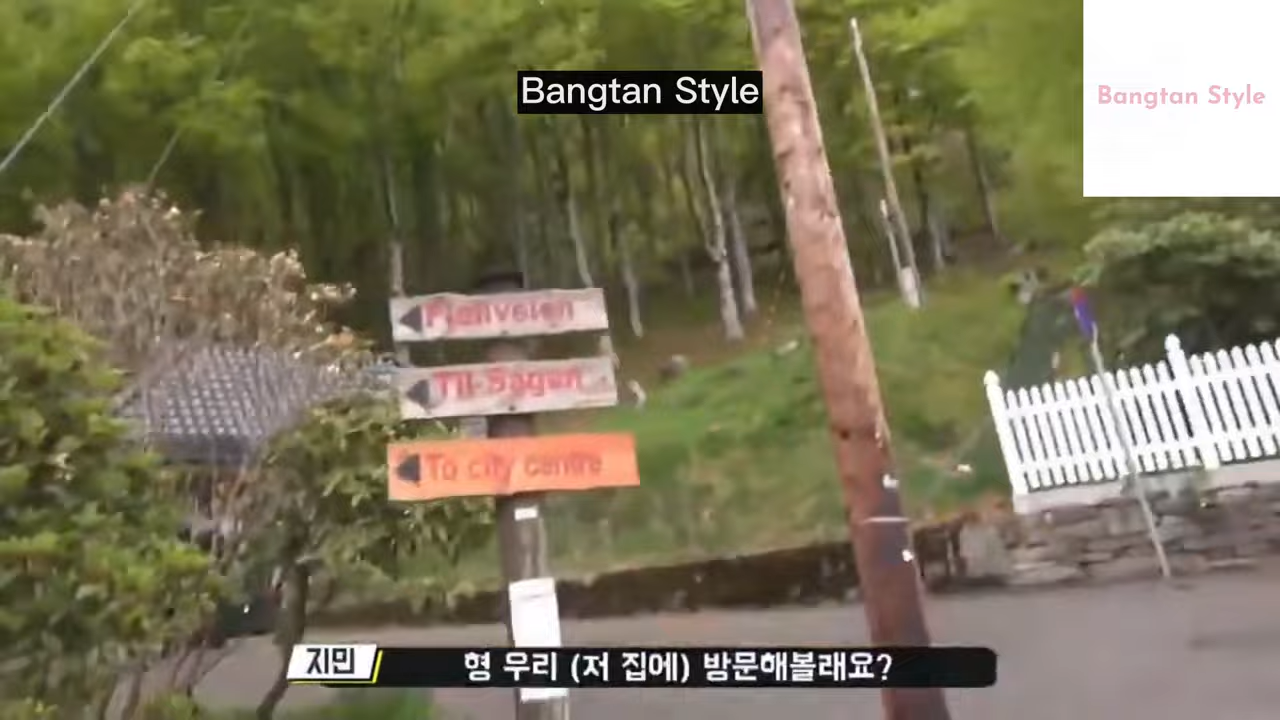 Bangtan Style
Bangtan Style
Fjellveien
Til Skansen
To city centre
지민
형 우리 (저 집에) 방문해볼래요?